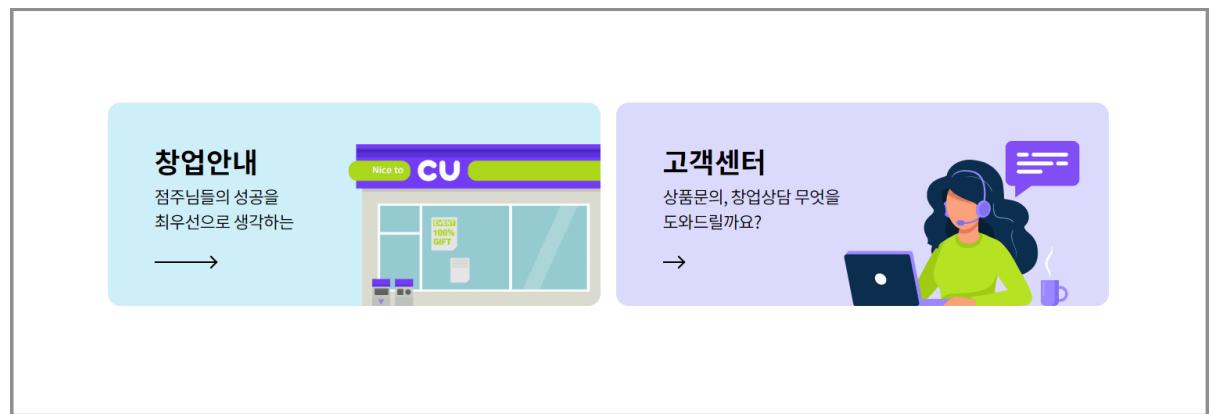 창업안내
점주님들의 성공을
최우선으로 생각하는
Nice to CU
EVENT
100%
GIFT
고객센터
상품문의, 창업상담 무엇을
도와드릴까요?